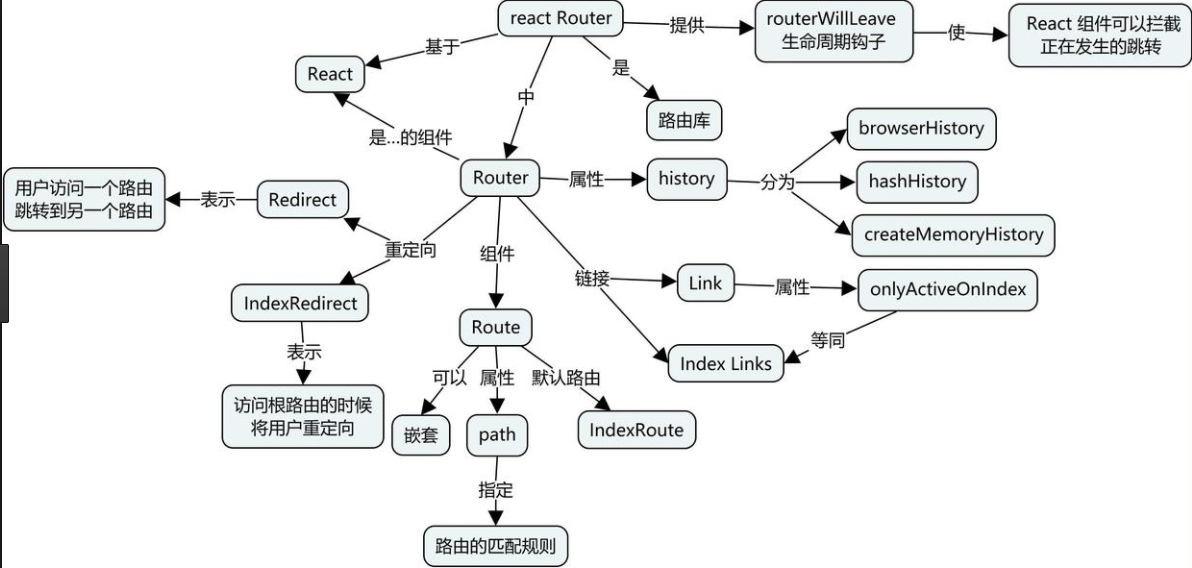 react Router
提供
routerWillLeave
生命周期钩子
使
React 组件可以拦截
正在发生的跳转
基于
React
是
中
路由库
是...的组件
Router
属性
history
分为
browserHistory
hashHistory
createMemoryHistory
用户访问一个路由
跳转到另一个路由
表示
Redirect
重定向
IndexRedirect
表示
访问根路由的时候
将用户重定向
组件
Route
链接
Link
属性
onlyActiveOnIndex
等同
Index Links
可以
属性
默认路由
嵌套
path
IndexRoute
指定
路由的匹配规则